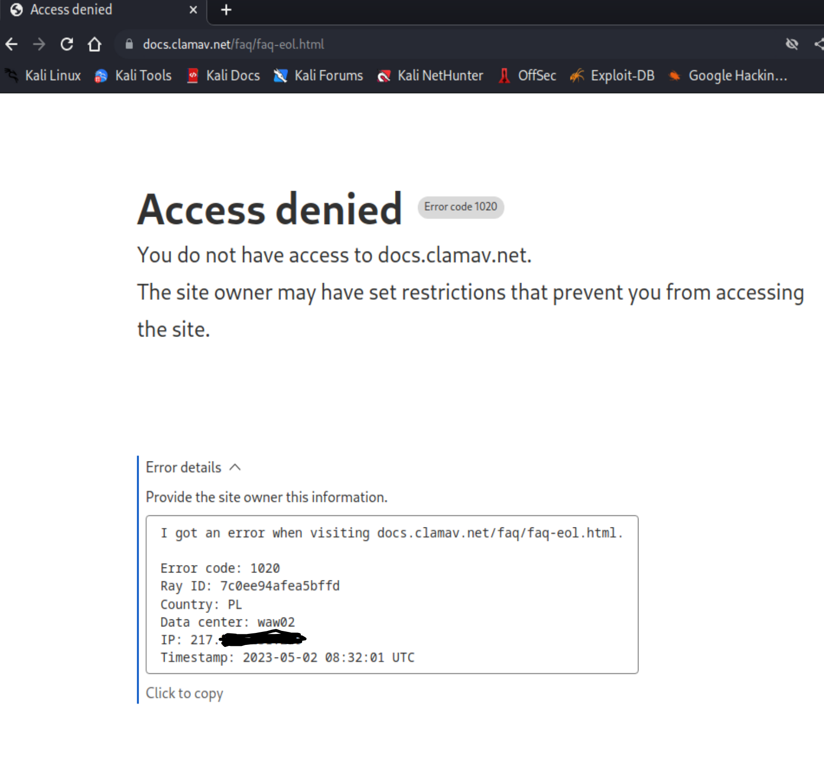 Access denied
docs.clamav.net/faq/faq-eol.html
Kali Linux Kali Tools Kali Docs Kali Forums Kali NetHunter OffSec Exploit-DB Google Hackin...
Access denied Error code 1020
You do not have access to docs.clamav.net.
The site owner may have set restrictions that prevent you from accessing
the site.
Error details
Provide the site owner this information.
I got an error when visiting docs.clamav.net/faq/faq-eol.html.
Error code: 1020
Ray ID: 7c0ee94afea5bffd
Country: PL
Data center: waw02
IP: 217.
Timestamp: 2023-05-02 08:32:01 UTC
Click to copy